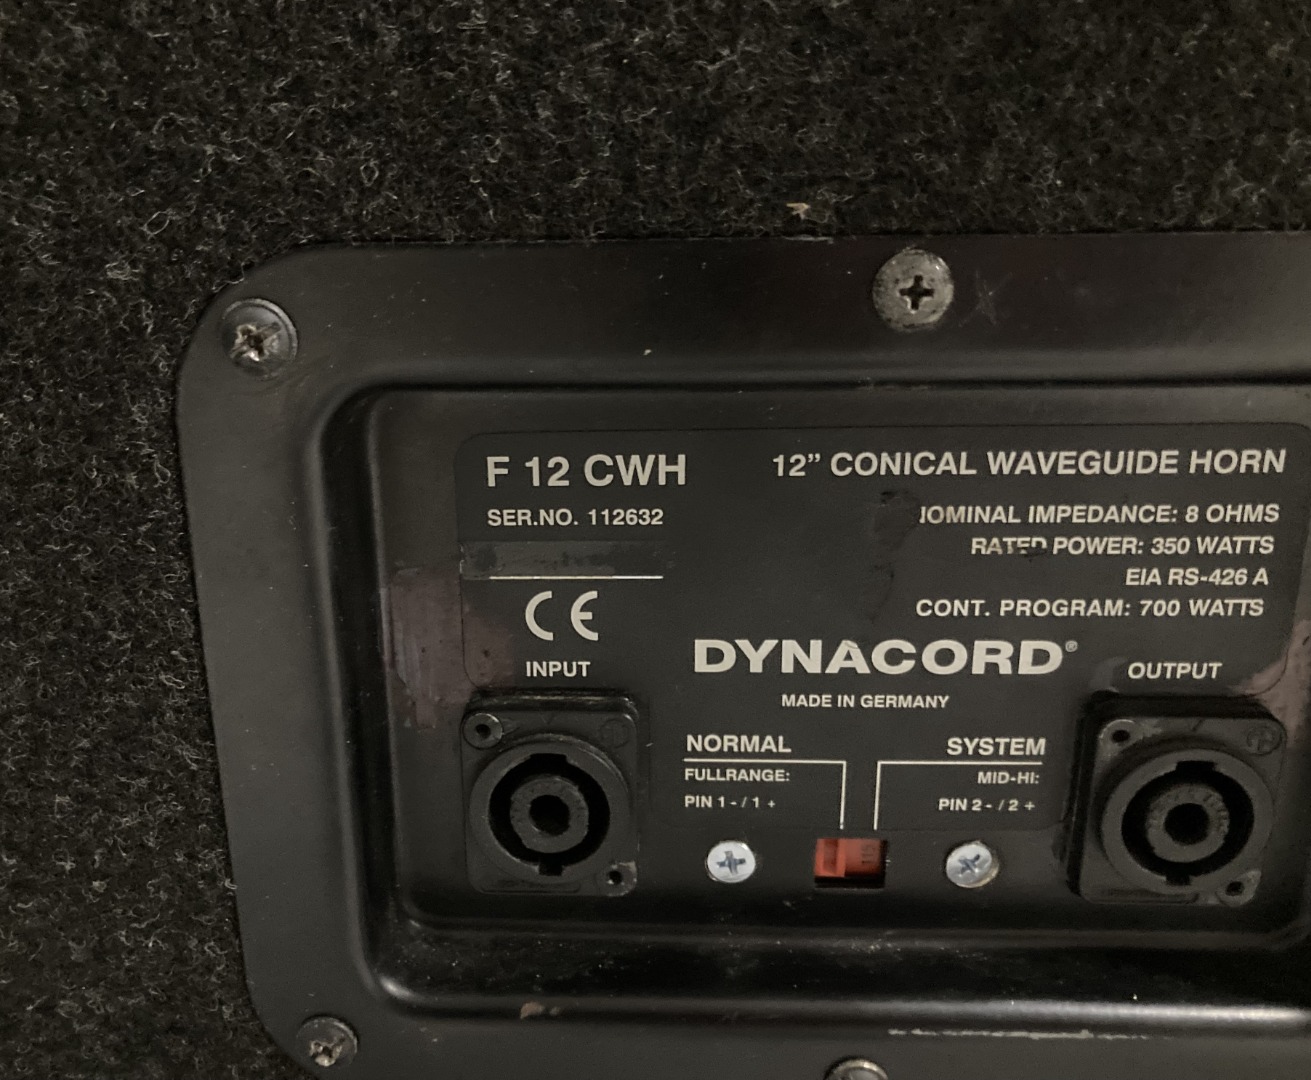 F 12 CWH
12” CONICAL WAVEGUIDE HORN
SER.NO. 112632
IMPEDANCE: 8 OHMS
RATED POWER: 350 WATTS
EIA RS-426 A
CONT. PROGRAM: 700 WATTS
CE
DYNACORD®
MADE IN GERMANY
INPUT
OUTPUT
NORMAL
FULLRANGE:
PIN 1 - / 1 +
SYSTEM
MID-HI:
PIN 2 - / 2 +
115